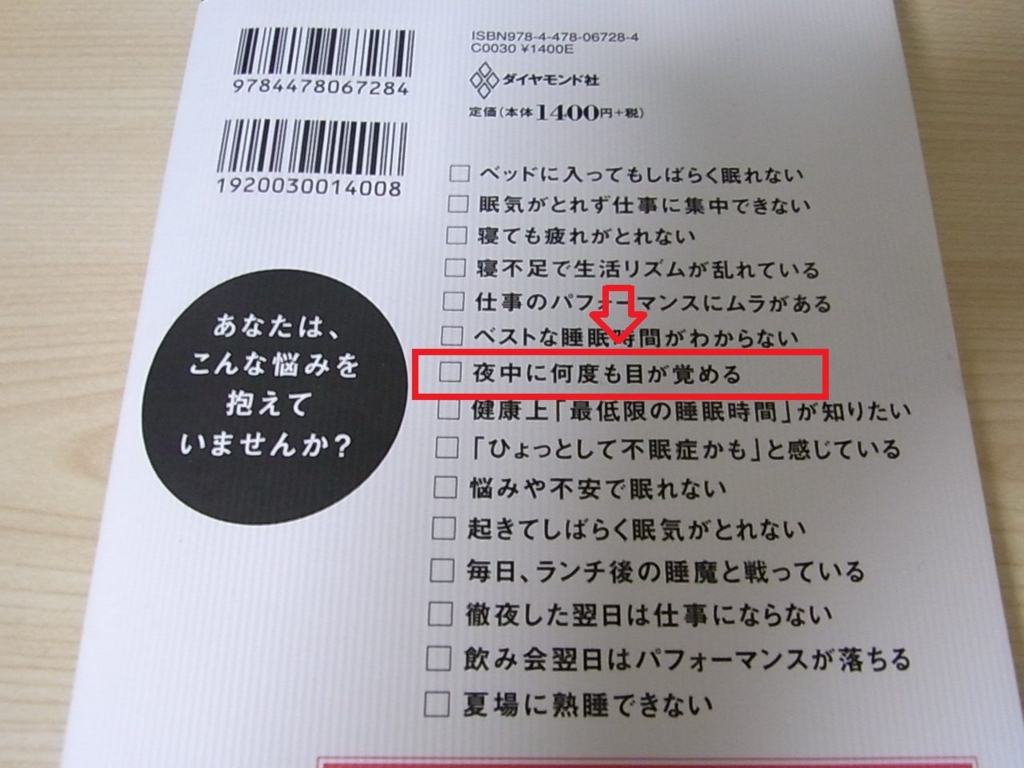 9784478067284
1920030014008
ISBN978-4-478-06728-4
C0030 ¥1400E
ダイヤモンド社
定価(本体1400円+税)
あなたは、
こんな悩みを
抱えて
いませんか?
□ ベッドに入ってもしばらく眠れない
□ 眠気がとれず仕事に集中できない
□ 寝ても疲れがとれない
□ 寝不足で生活リズムが乱れている
□ 仕事のパフォーマンスにムラがある
□ ベストな睡眠時間がわからない
□ 夜中に何度も目が覚める
□ 健康上「最低限の睡眠時間」が知りたい
□ 「ひょっとして不眠症かも」と感じている
□ 悩みや不安で眠れない
□ 起きてしばらく眠気がとれない
□ 毎日、ランチ後の睡魔と戦っている
□ 徹夜した翌日は仕事にならない
□ 飲み会翌日はパフォーマンスが落ちる
□ 夏場に熟睡できない